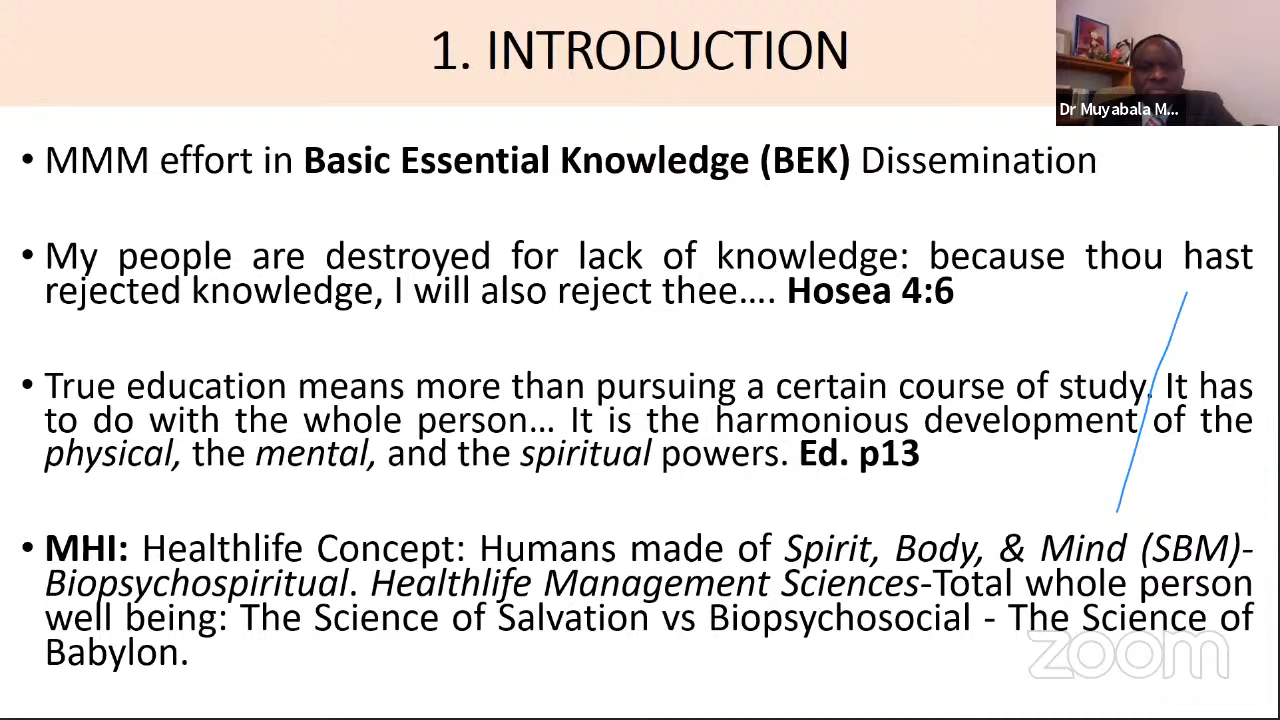 1. INTRODUCTION
Dr Muyabala M...
• MMM effort in Basic Essential Knowledge (BEK) Dissemination
• My people are destroyed for lack of knowledge: because thou hast
rejected knowledge, I will also reject thee.... Hosea 4:6
• True education means more than pursuing a certain course of study. It has
to do with the whole person... It is the harmonious development of the
physical, the mental, and the spiritual powers. Ed. p13
• MHI: Healthlife Concept: Humans made of Spirit, Body, & Mind (SBM)-
Biopsychospiritual. Healthlife Management Sciences-Total whole person
well being: The Science of Salvation vs Biopsychosocial - The Science of
Babylon.
zoom